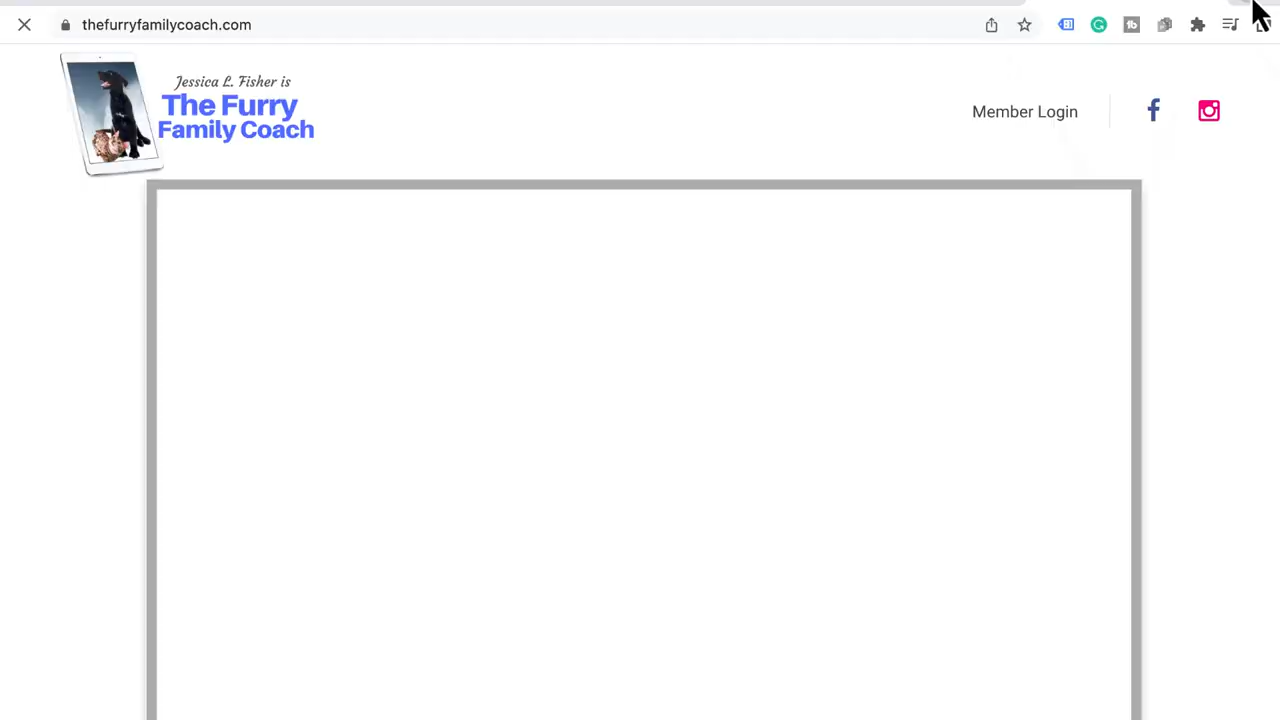 thefurryfamilycoach.com
Jessica L. Fisher is
The Furry
Family Coach
Member Login